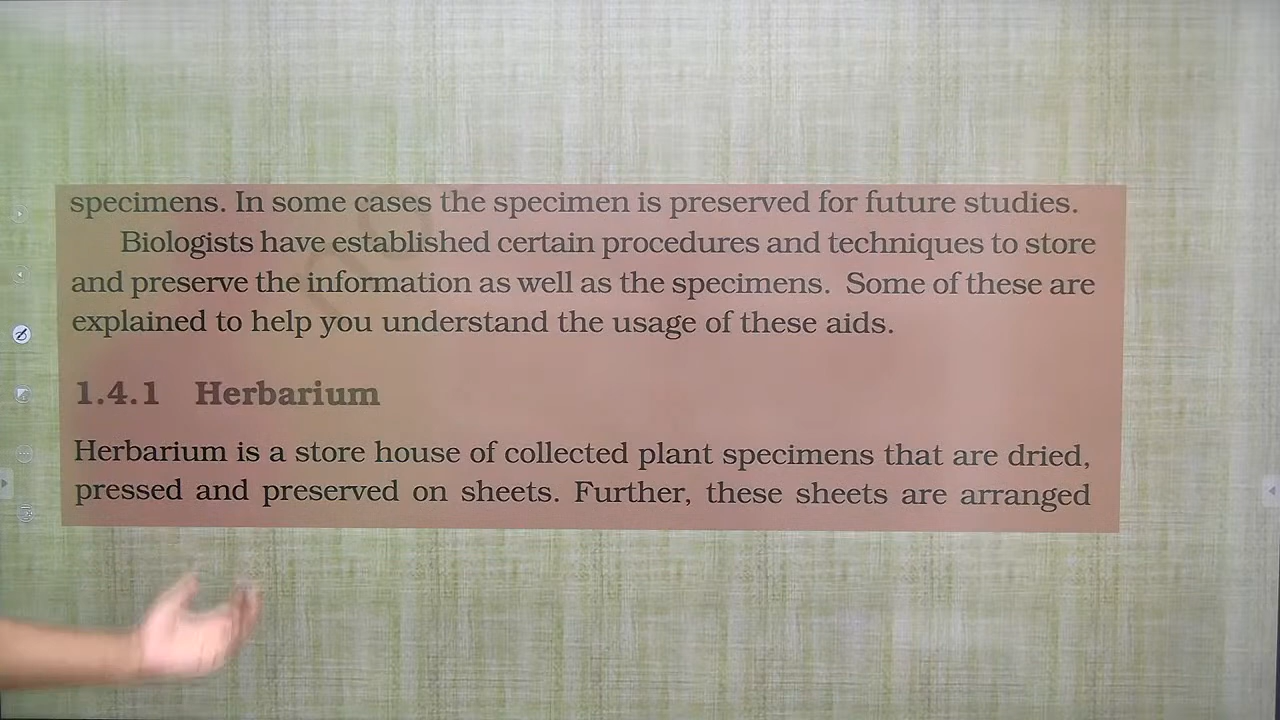 specimens. In some cases the specimen is preserved for future studies.
Biologists have established certain procedures and techniques to store
and preserve the information as well as the specimens. Some of these are
explained to help you understand the usage of these aids.
1.4.1 Herbarium
Herbarium is a store house of collected plant specimens that are dried,
pressed and preserved on sheets. Further, these sheets are arranged